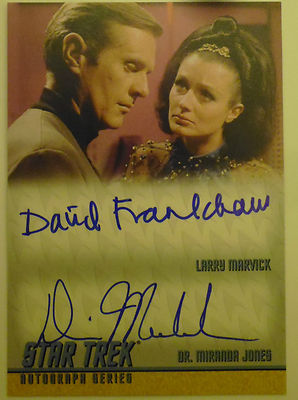 David Frankham
LARRY MARVICK
STAR TREK
AUTOGRAPH SERIES
DR. MIRANDA JONES